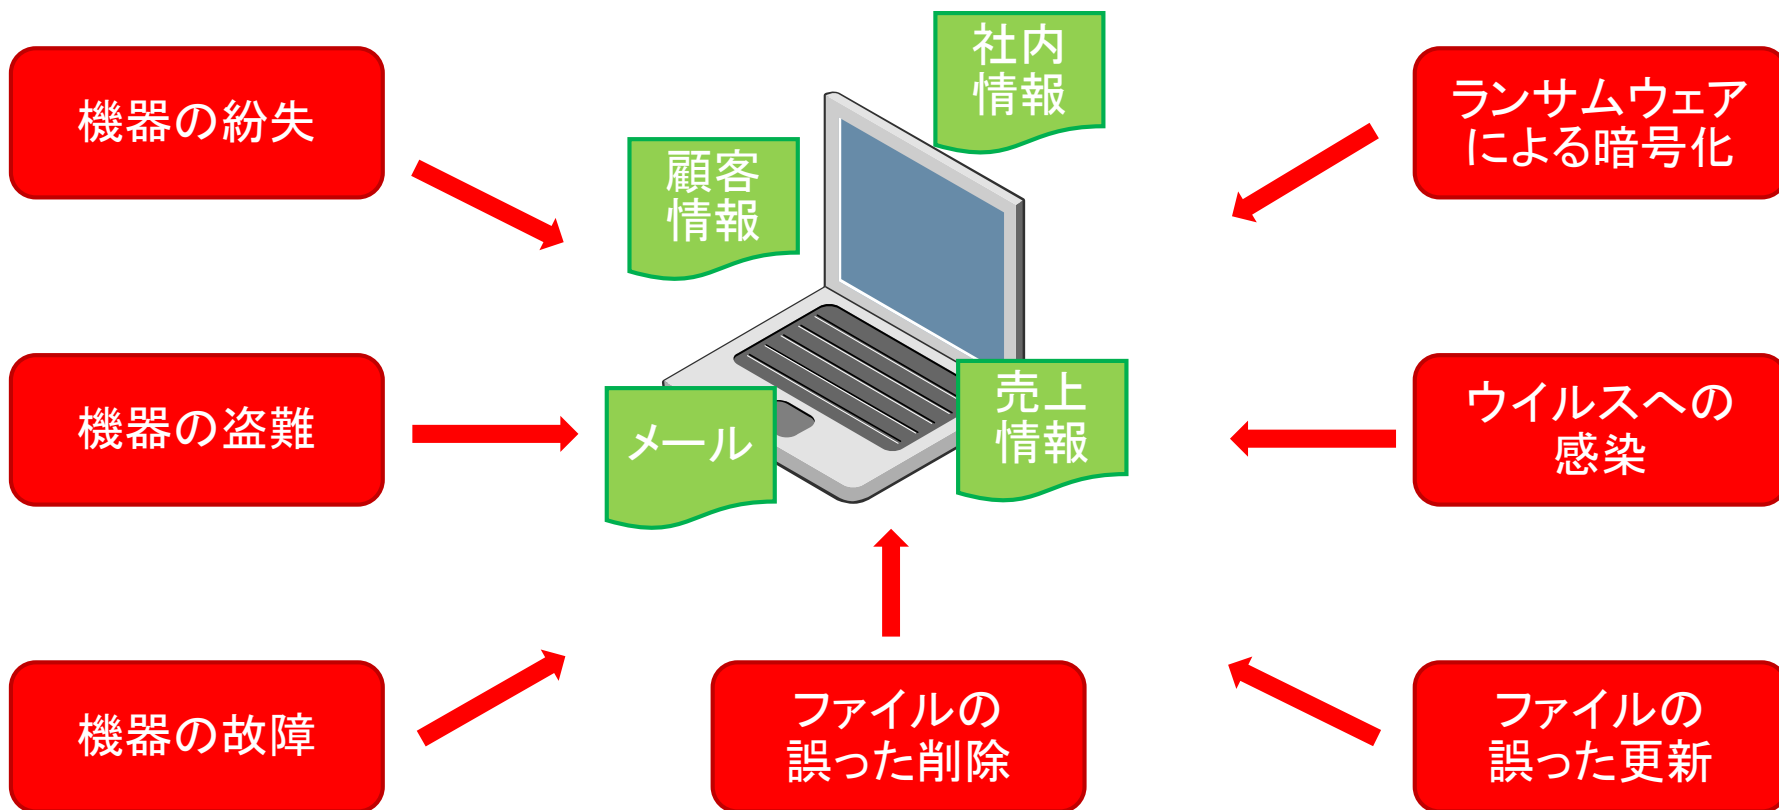 社内
情報
機器の紛失
ランサムウェア
による暗号化
顧客
情報
機器の盗難
メール
売上
情報
ウイルスへの
感染
機器の故障
ファイルの
誤った削除
ファイルの
誤った更新